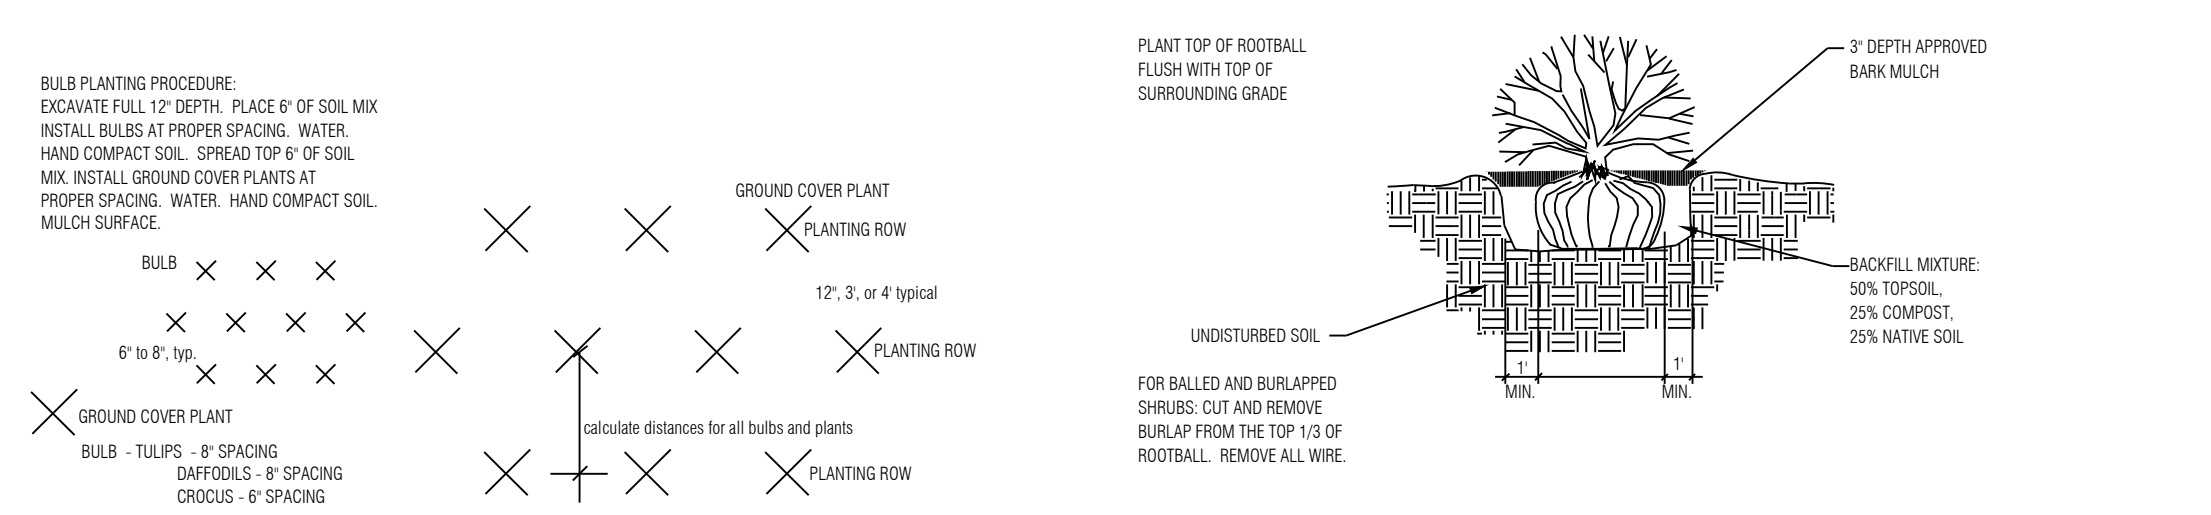 BULB PLANTING PROCEDURE:
EXCAVATE FULL 12" DEPTH.  PLACE 6" OF SOIL MIX
INSTALL BULBS AT PROPER SPACING.  WATER.
HAND COMPACT SOIL.  SPREAD TOP 6" OF SOIL
MIX. INSTALL GROUND COVER PLANTS AT
PROPER SPACING.  WATER.  HAND COMPACT SOIL.
MULCH SURFACE.
BULB
6" to 8", typ.
GROUND COVER PLANT
BULB  - TULIPS  - 8" SPACING
DAFFODILS - 8" SPACING
CROCUS - 6" SPACING
GROUND COVER PLANT
PLANTING ROW
12", 3', or 4' typical
PLANTING ROW
calculate distances for all bulbs and plants
PLANTING ROW
PLANT TOP OF ROOTBALL
FLUSH WITH TOP OF
SURROUNDING GRADE
3" DEPTH APPROVED
BARK MULCH
BACKFILL MIXTURE:
50% TOPSOIL,
25% COMPOST,
25% NATIVE SOIL
UNDISTURBED SOIL
1'
MIN.
1'
MIN.
FOR BALLED AND BURLAPPED
SHRUBS: CUT AND REMOVE
BURLAP FROM THE TOP 1/3 OF
ROOTBALL.  REMOVE ALL WIRE.